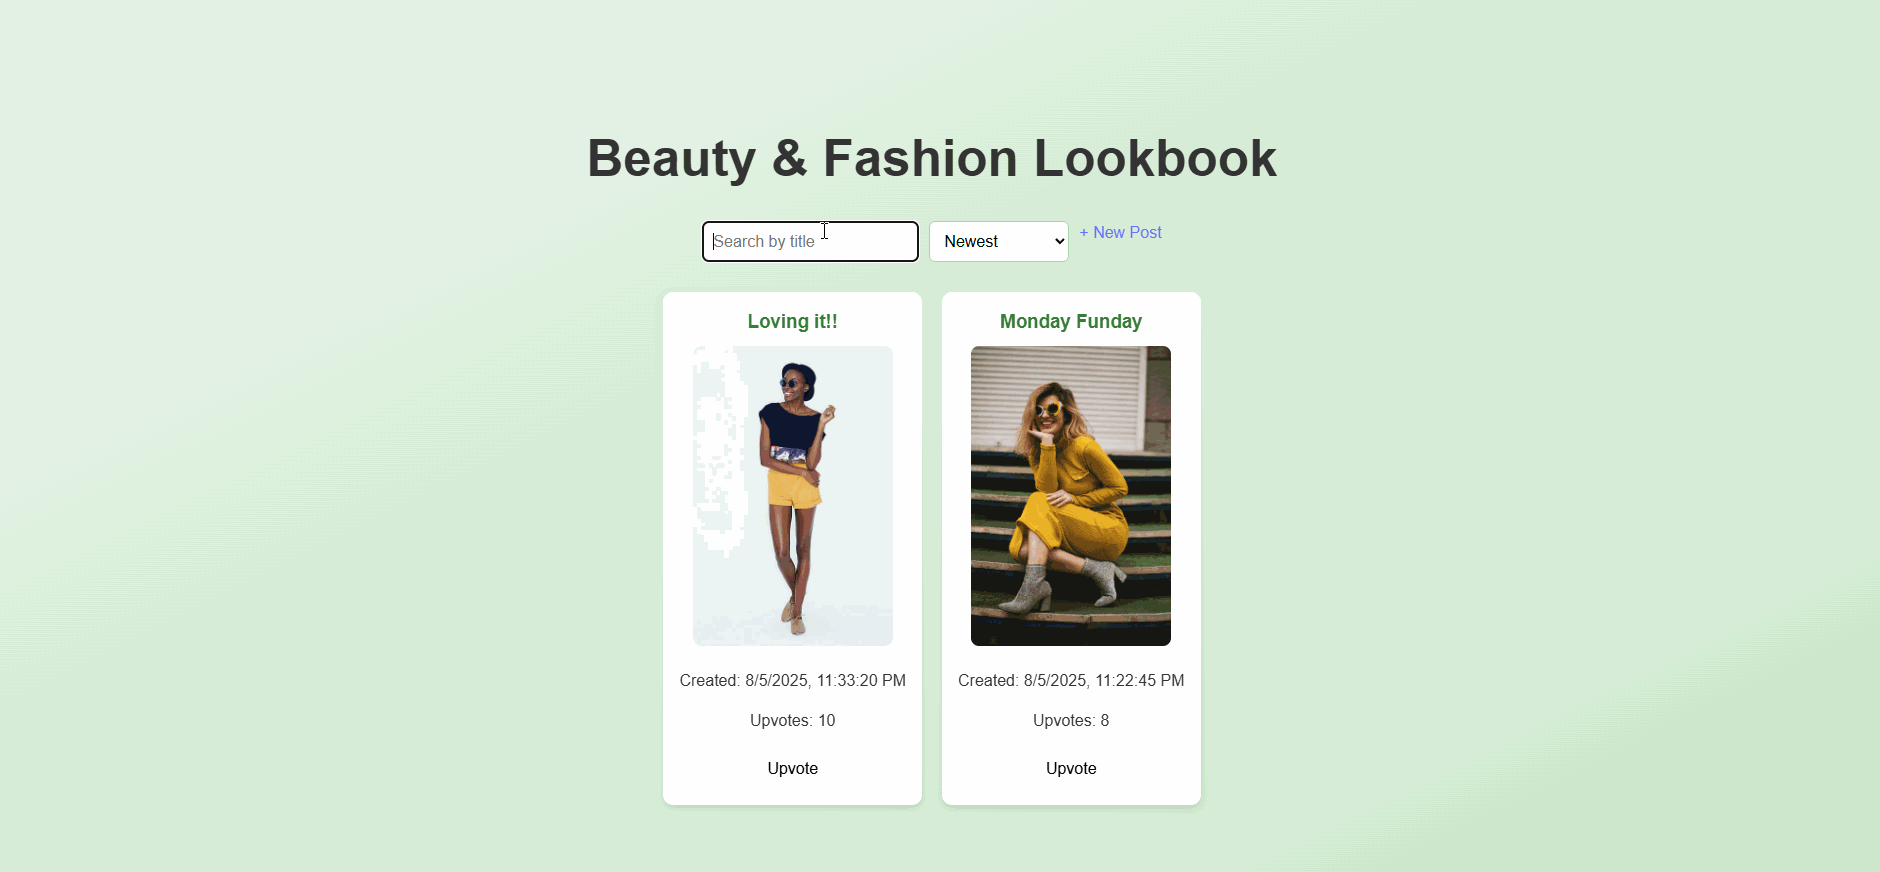 Beauty & Fashion Lookbook
Search by title
Newest
+ New Post
Loving it!!
Monday Funday
Created: 8/5/2025, 11:33:20 PM
Created: 8/5/2025, 11:22:45 PM
Upvotes: 10
Upvotes: 8
Upvote
Upvote